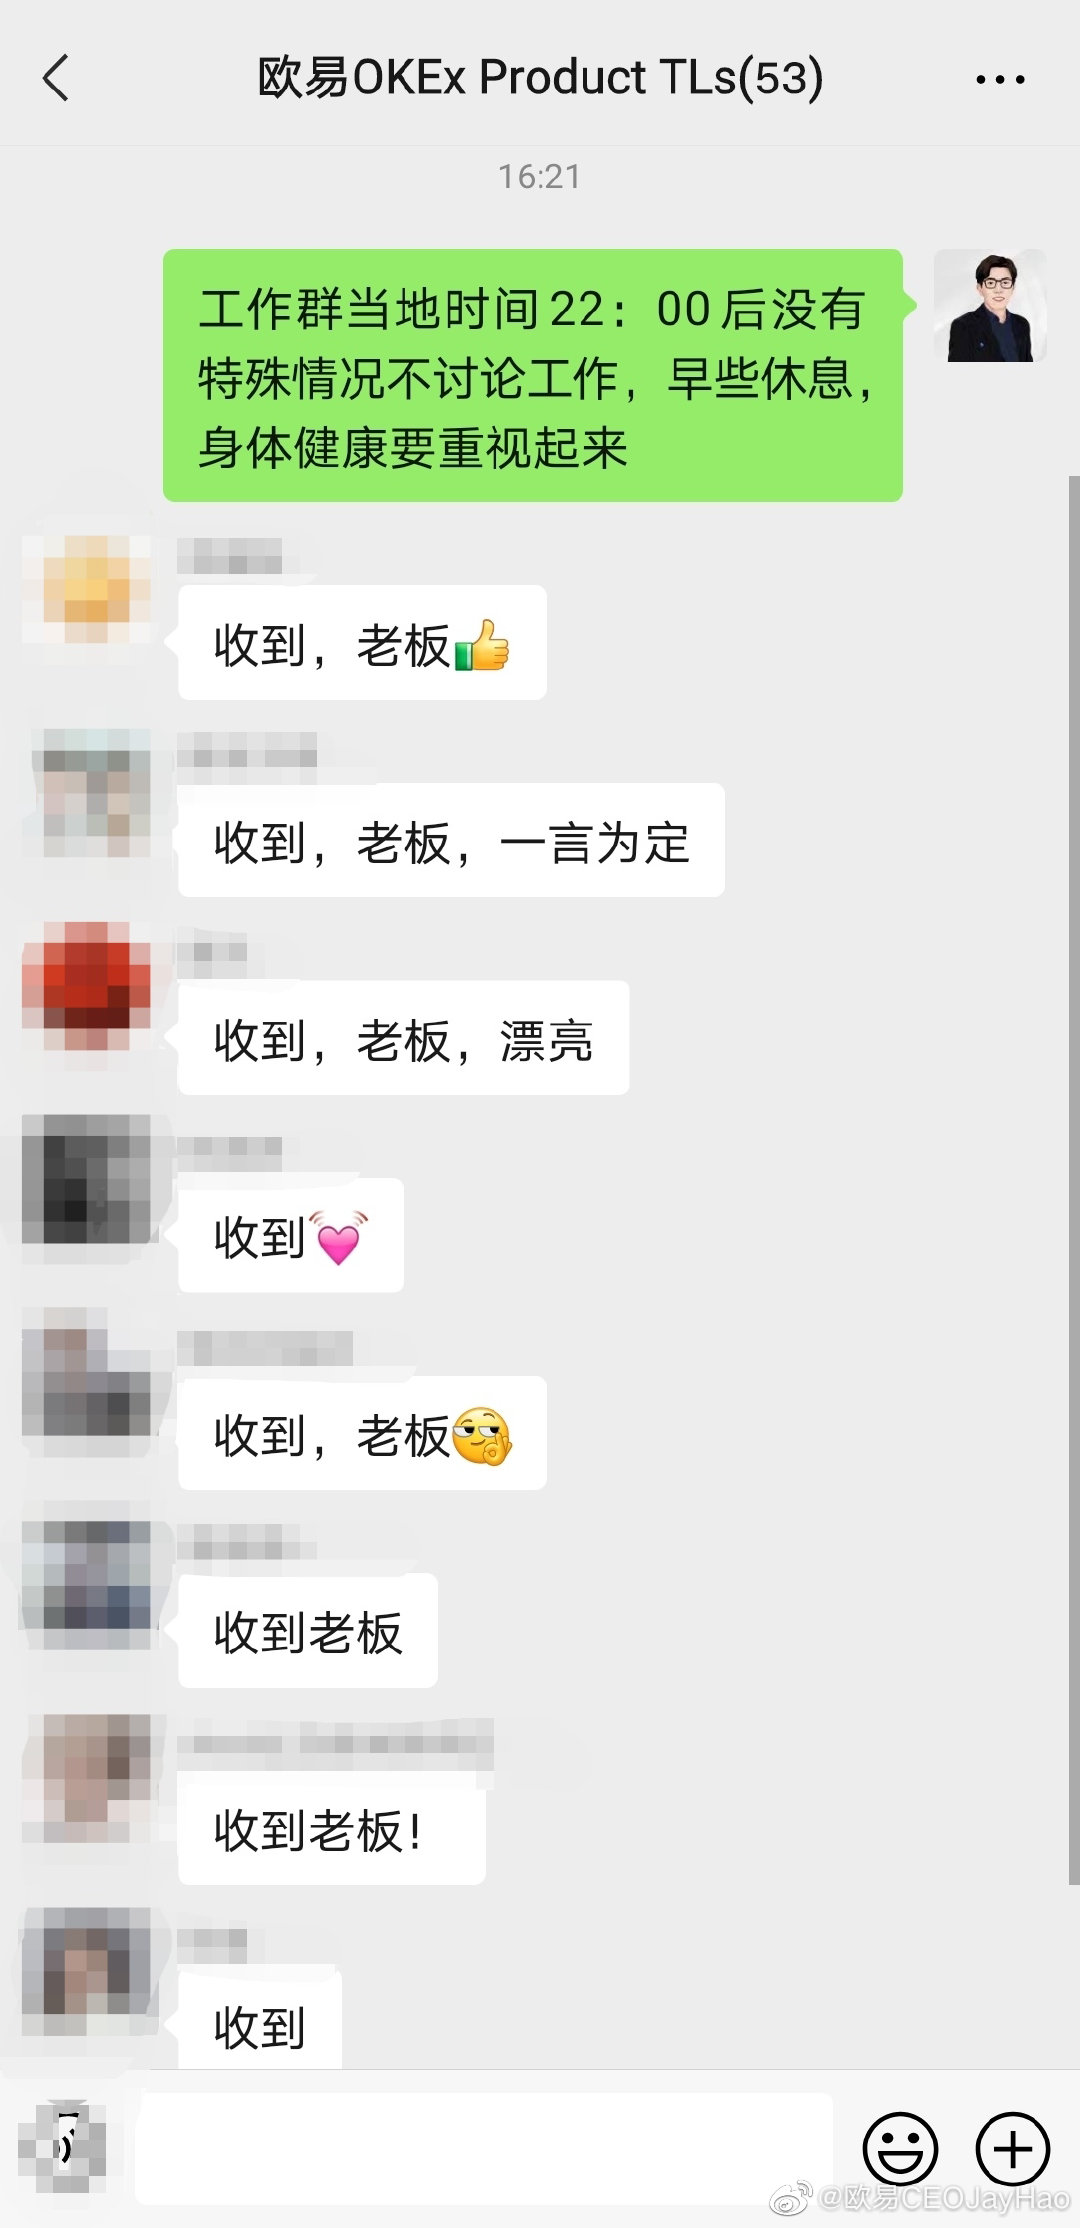 欧易OKEx Product TLs(53)
16:21
工作群当地时间22：00后没有
特殊情况不讨论工作，早些休息，
身体健康要重视起来
收到，老板👍
收到，老板，一言为定
收到，老板，漂亮
收到💓
收到，老板
收到老板
收到老板！
收到
@欧易CEOJayHao